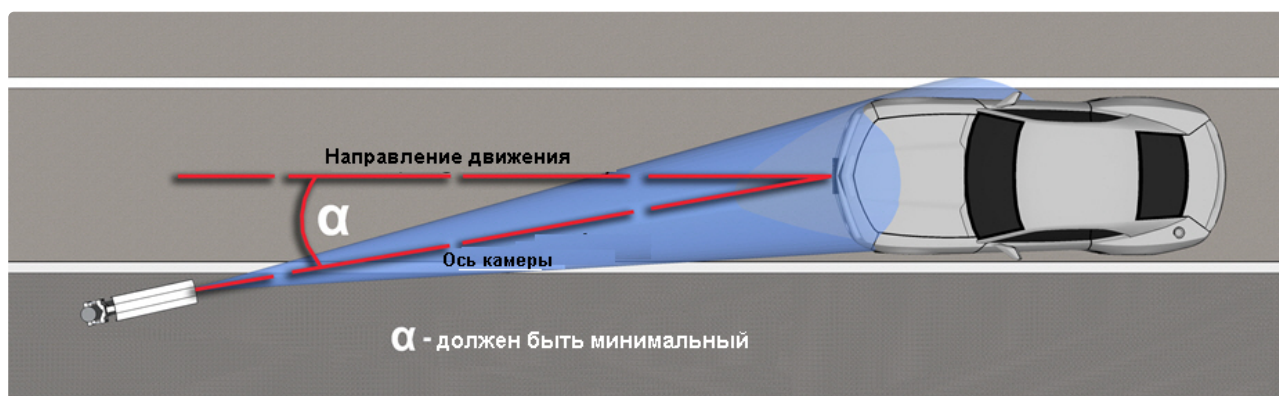 Направление движения
α
Ось камеры
α - должен быть минимальный